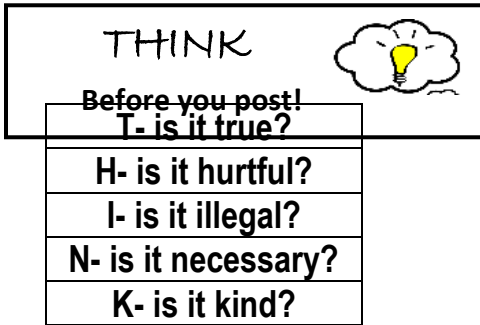 THINK
Before you post!
T- is it true?
H- is it hurtful?
I- is it illegal?
N- is it necessary?
K- is it kind?